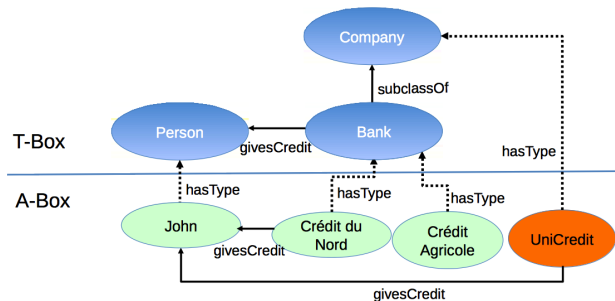 Company
subclassOf
Person
Bank
givesCredit
T-Box
hasType
hasType
hasType
hasType
A-Box
John
Crédit du
Nord
Crédit
Agricole
UniCredit
givesCredit
givesCredit